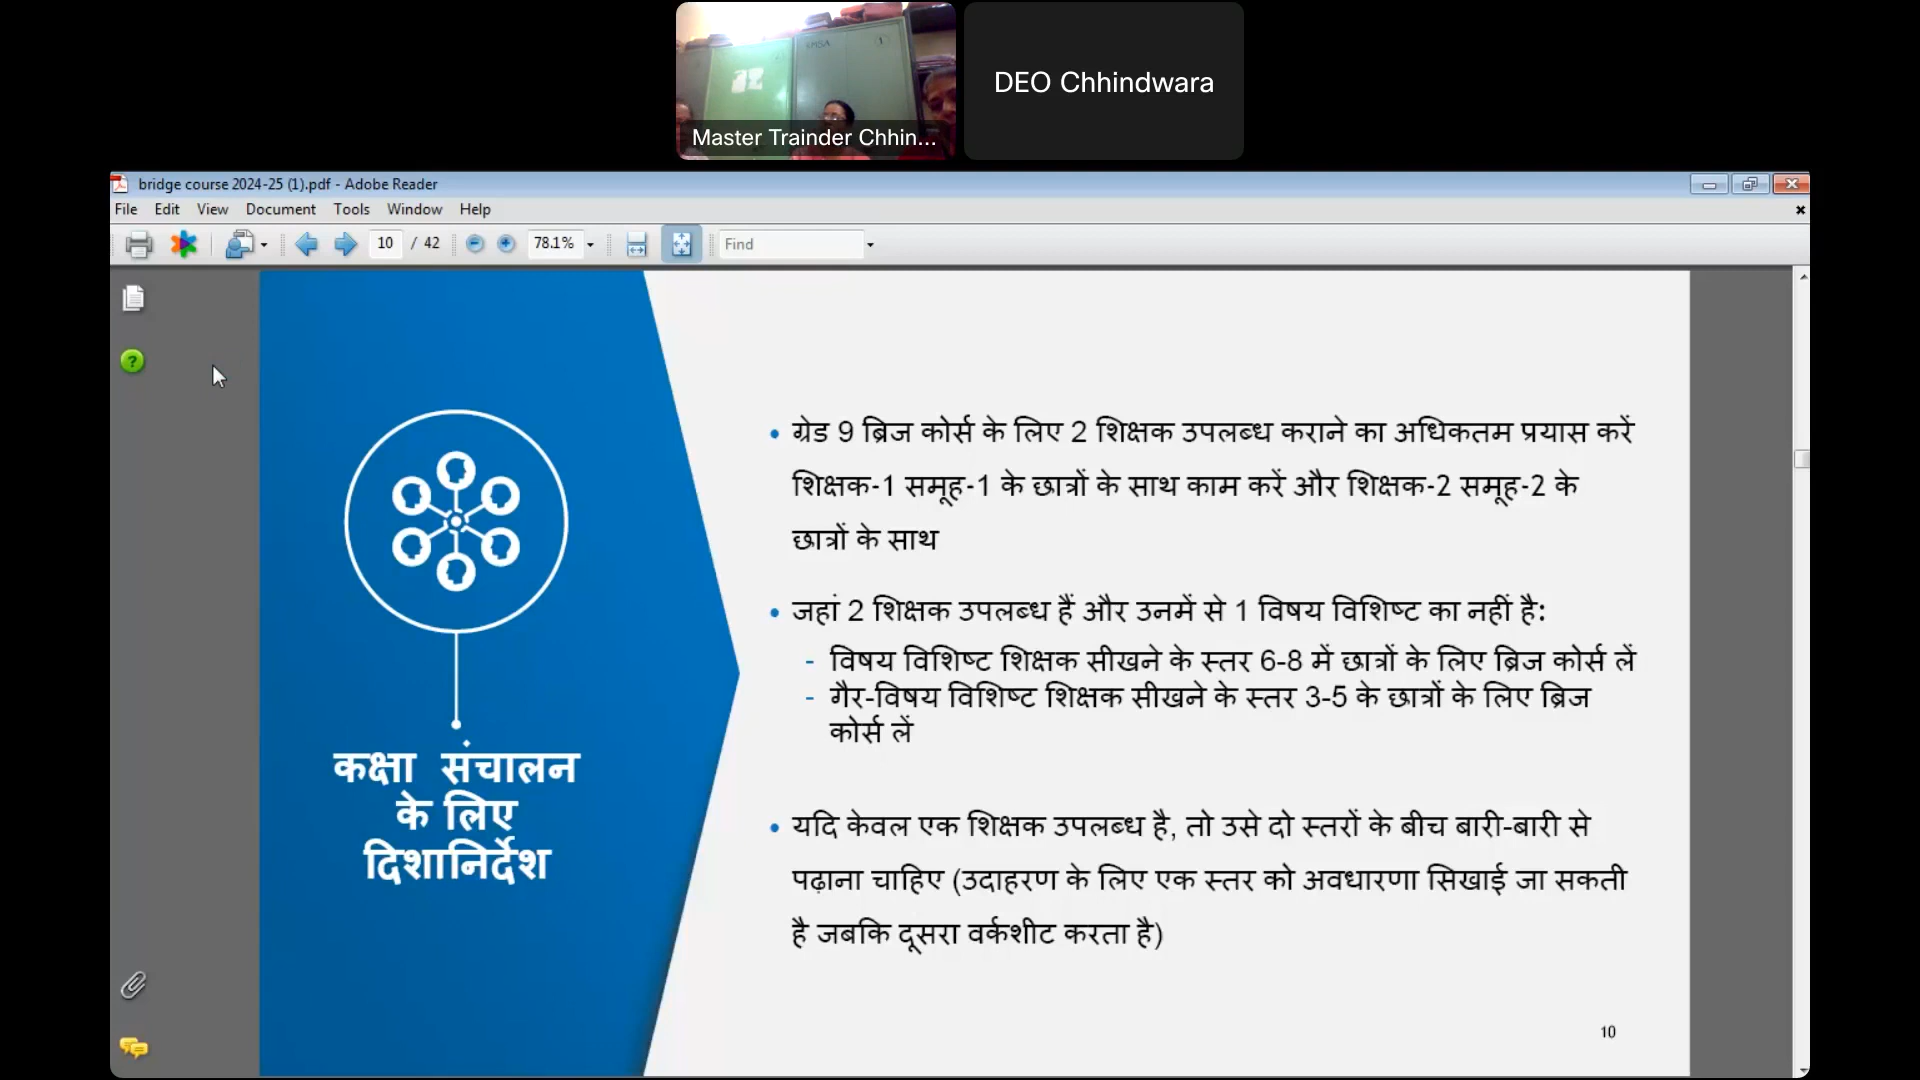 RMSA
1
Master Trainder Chhin...
DEO Chhindwara
bridge course 2024-25 (1).pdf - Adobe Reader
File Edit View Document Tools Window Help
10 / 42 78.1% Find
कक्षा संचालन
के लिए
दिशानिर्देश
• ग्रेड 9 ब्रिज कोर्स के लिए 2 शिक्षक उपलब्ध कराने का अधिकतम प्रयास करें
शिक्षक-1 समूह-1 के छात्रों के साथ काम करें और शिक्षक-2 समूह-2 के
छात्रों के साथ
• जहां 2 शिक्षक उपलब्ध हैं और उनमें से 1 विषय विशिष्ट का नहीं है:
- विषय विशिष्ट शिक्षक सीखने के स्तर 6-8 में छात्रों के लिए ब्रिज कोर्स लें
- गैर-विषय विशिष्ट शिक्षक सीखने के स्तर 3-5 के छात्रों के लिए ब्रिज
कोर्स लें
• यदि केवल एक शिक्षक उपलब्ध है, तो उसे दो स्तरों के बीच बारी-बारी से
पढ़ाना चाहिए (उदाहरण के लिए एक स्तर को अवधारणा सिखाई जा सकती
है जबकि दूसरा वर्कशीट करता है)
10